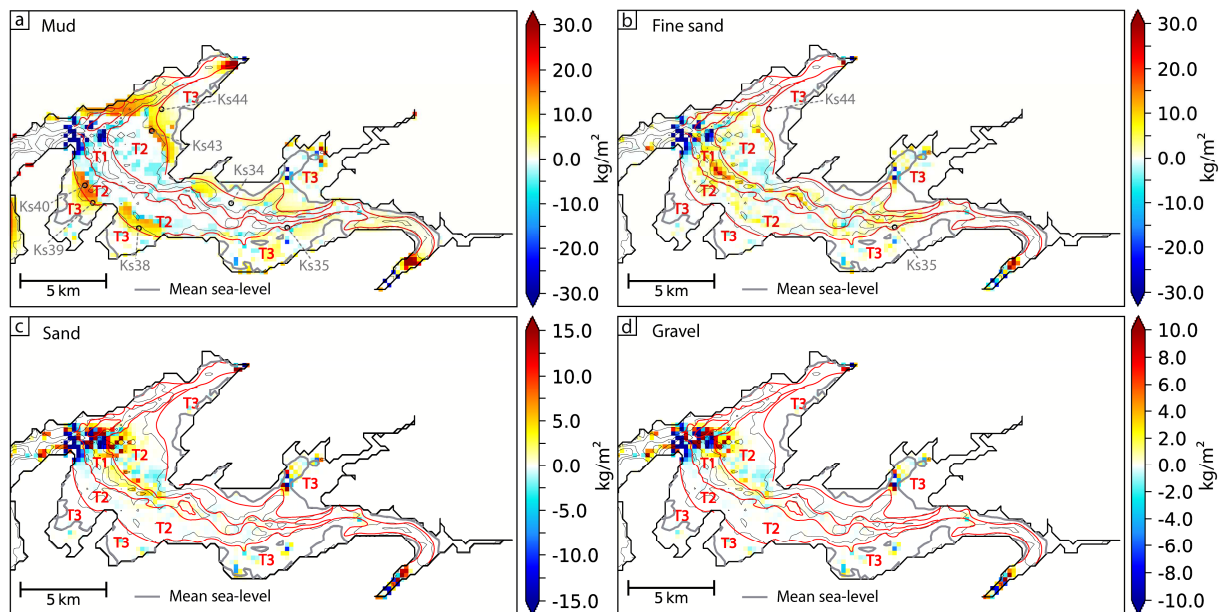 a Mud
30.0
20.0
10.0
0.0
-10.0
-20.0
-30.0
kg/m²
T3
Ks44
T1
T2
Ks43
Ks34
T3
T2
Ks40
T3
T2
Ks39
T3
Ks38
T3
Ks35
5 km
Mean sea-level
b Fine sand
30.0
20.0
10.0
0.0
-10.0
-20.0
-30.0
kg/m²
T3
Ks44
T1
T2
T3
T2
T3
T2
T3
T3
Ks35
5 km
Mean sea-level
c Sand
15.0
10.0
5.0
0.0
-5.0
-10.0
-15.0
kg/m²
T3
T1
T2
T3
T2
T3
T2
T3
T3
5 km
Mean sea-level
d Gravel
10.0
8.0
6.0
4.0
2.0
0.0
-2.0
-4.0
-6.0
-8.0
-10.0
kg/m²
T3
T1
T2
T3
T2
T3
T2
T3
T3
5 km
Mean sea-level